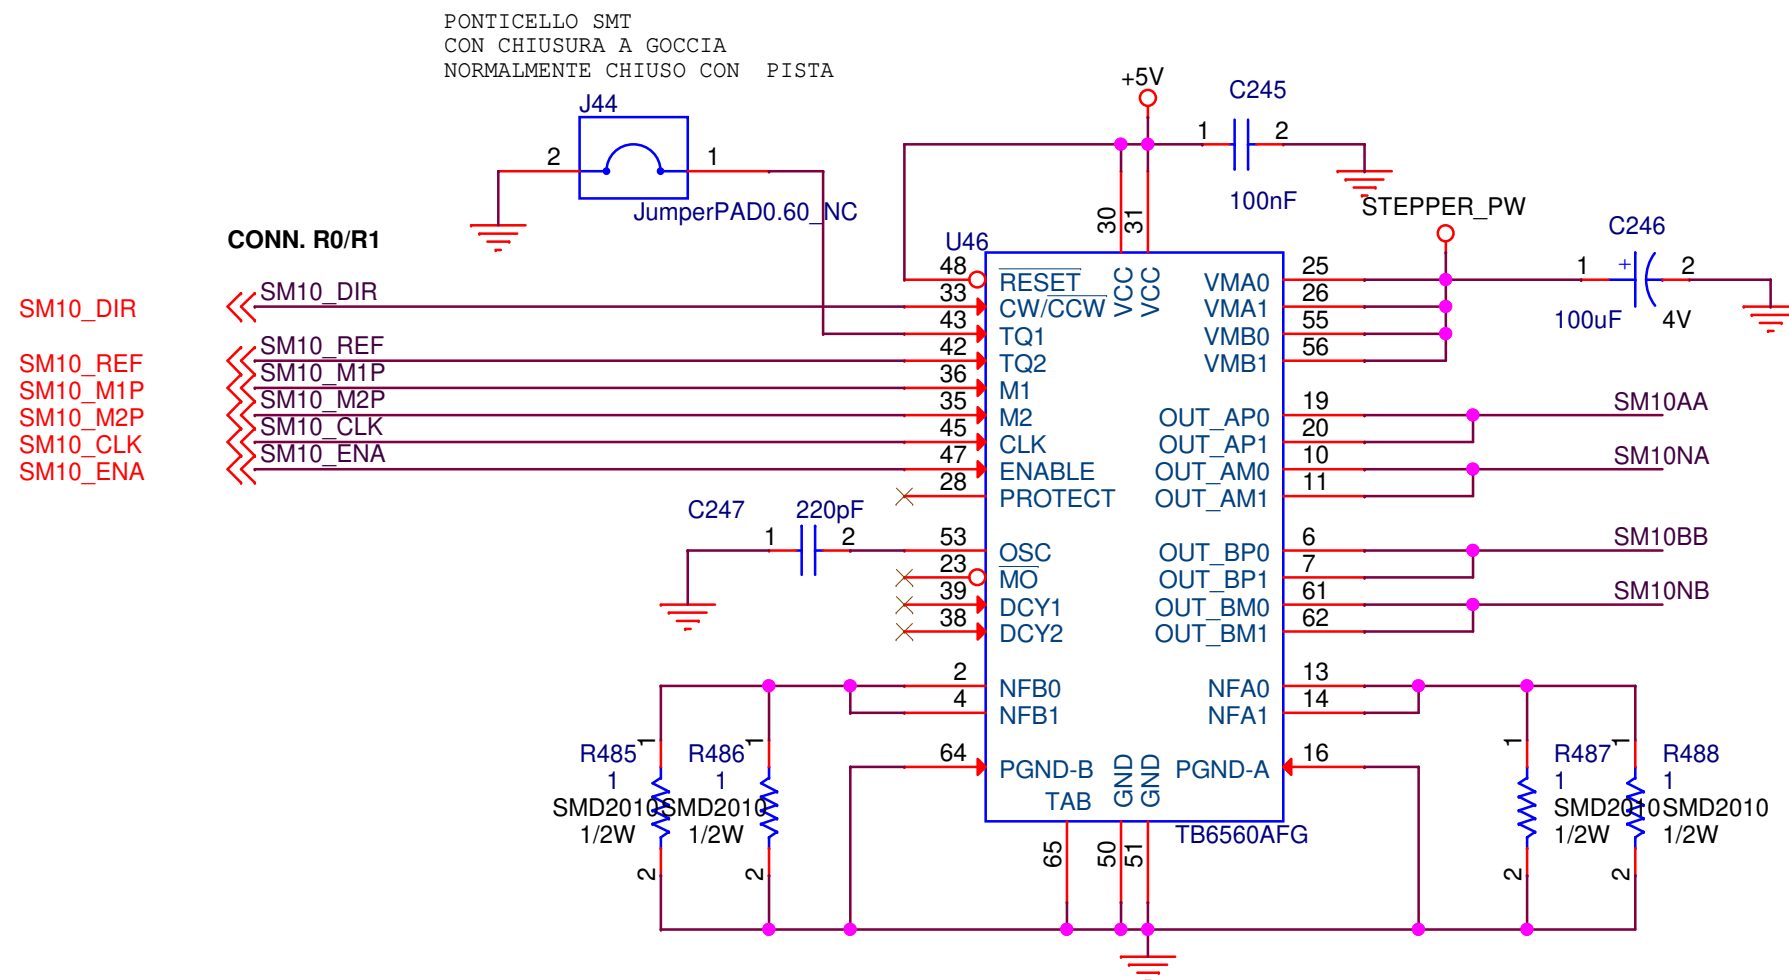 PONTICELLO SMT
CON CHIUSURA A GOCCIA
NORMALMENTE CHIUSO CON PISTA
J44
2
1
JumperPAD0.60_NC
+5V
C245
1
2
100nF
STEPPER_PW
C246
1
+
2
100uF
4V
CONN. R0/R1
SM10_DIR
SM10_REF
SM10_M1P
SM10_M2P
SM10_CLK
SM10_ENA
SM10_DIR
SM10_REF
SM10_M1P
SM10_M2P
SM10_CLK
SM10_ENA
U46
30
31
VCC
VCC
48 RESET
33 CW/CCW
43 TQ1
42 TQ2
36 M1
35 M2
45 CLK
47 ENABLE
28 PROTECT
53 OSC
23 MO
39 DCY1
38 DCY2
2 NFB0
4 NFB1
64 PGND-B
VMA0 25
VMA1 26
VMB0 55
VMB1 56
OUT_AP0 19
OUT_AP1 20
OUT_AM0 10
OUT_AM1 11
OUT_BP0 6
OUT_BP1 7
OUT_BM0 61
OUT_BM1 62
NFA0 13
NFA1 14
PGND-A 16
TAB
GND
GND
65
50
51
TB6560AFG
SM10AA
SM10NA
SM10BB
SM10NB
C247
220pF
1
2
R485
1
SMD2010
1/2W
1
2
R486
1
SMD2010
1/2W
1
2
R487
1
SMD2010
1/2W
1
2
R488
1
SMD2010
1/2W
1
2